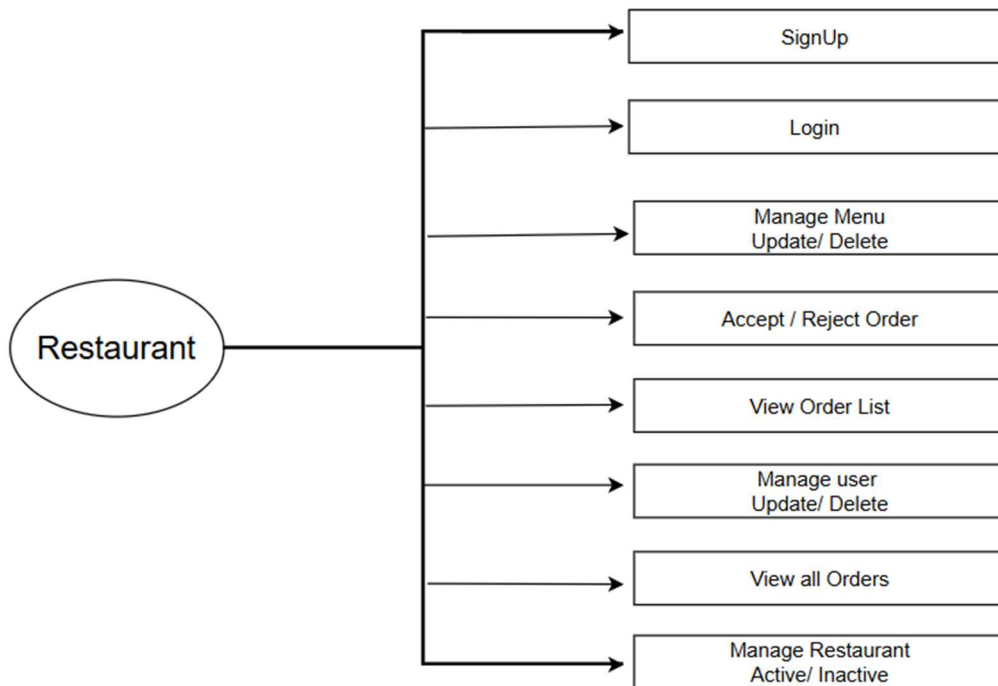 SignUp
Login
Manage Menu
Update/ Delete
Accept / Reject Order
Restaurant
View Order List
Manage user
Update/ Delete
View all Orders
Manage Restaurant
Active/ Inactive